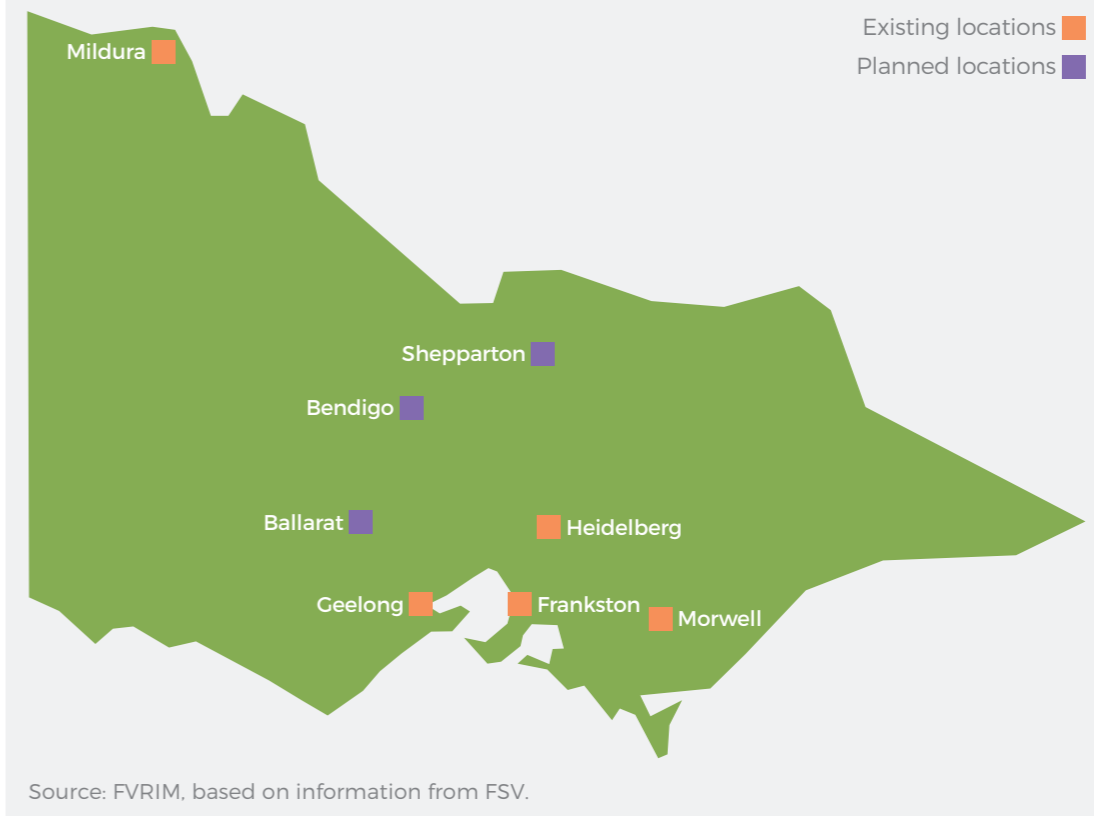 Existing locations
Planned locations
Mildura
Shepparton
Bendigo
Ballarat
Heidelberg
Geelong
Frankston
Morwell
Source: FVRIM, based on information from FSV.